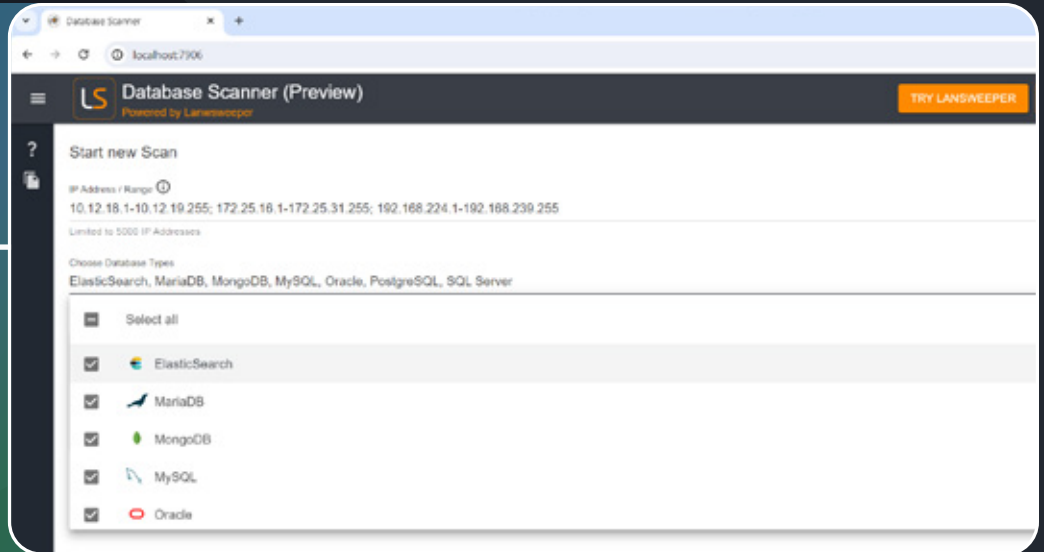 Database Scanner
localhost:7906
LS
Database Scanner (Preview)
Powered by Lansweeper
TRY LANSWEEPER
?
Start new Scan
IP Address / Range
10.12.18.1-10.12.19.255; 172.25.16.1-172.25.31.255; 192.168.224.1-192.168.239.255
Limited to 5000 IP Addresses
Choose Database Types
ElasticSearch, MariaDB, MongoDB, MySQL, Oracle, PostgreSQL, SQL Server
Select all
ElasticSearch
MariaDB
MongoDB
MySQL
Oracle